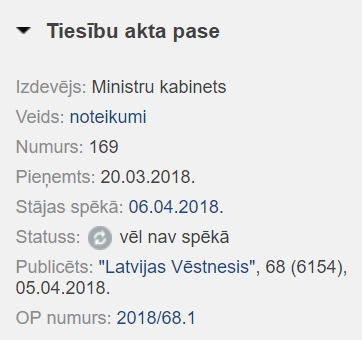 Tiesību akta pase
Izdevējs: Ministru kabinets
Veids: noteikumi
Numurs: 169
Pieņemts: 20.03.2018.
Stājas spēkā: 06.04.2018.
Statuss: vēl nav spēkā
Publicēts: "Latvijas Vēstnesis", 68 (6154),
05.04.2018.
OP numurs: 2018/68.1